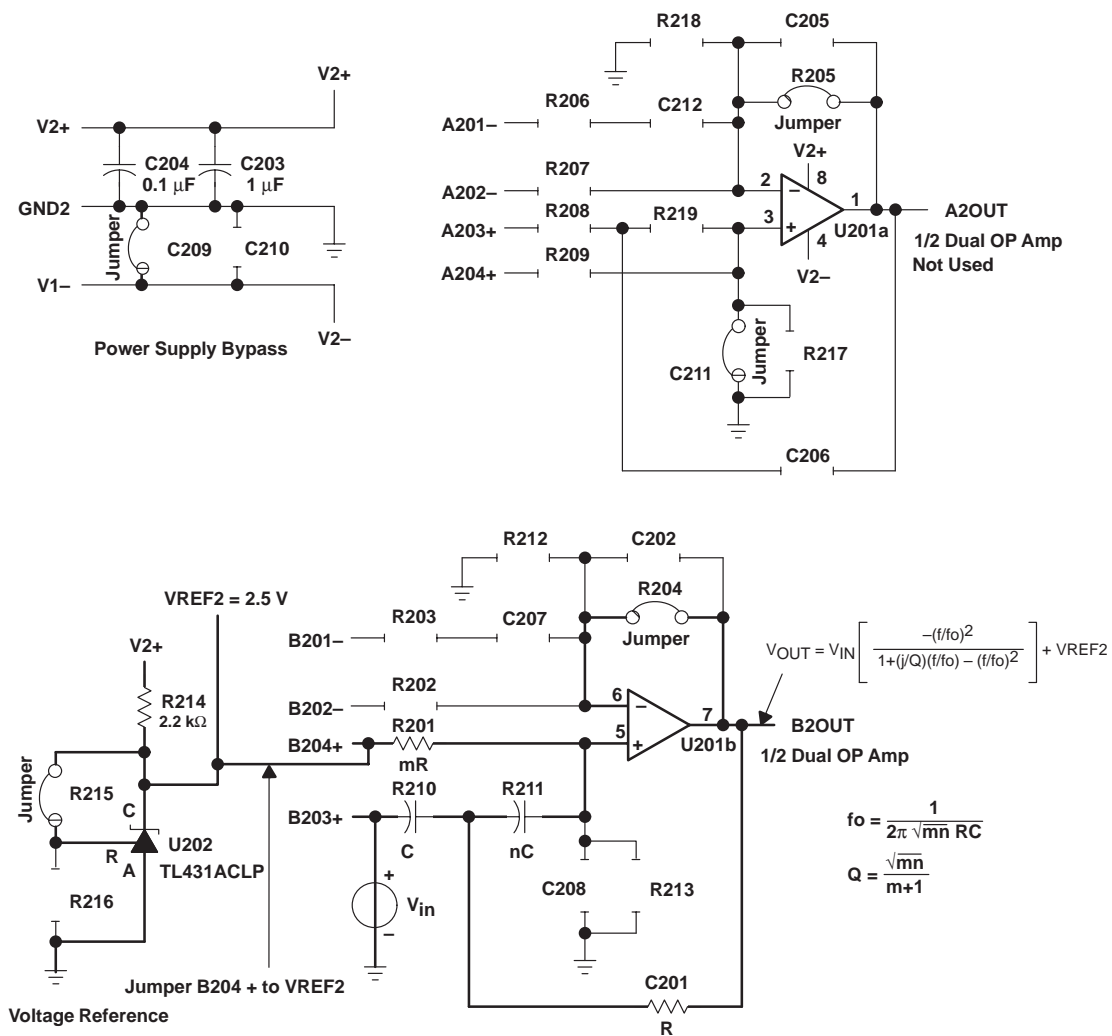 V2+
V2+
C204
0.1 μF
C203
1 μF
GND2
Jumper
C209
C210
V1–
V2–
Power Supply Bypass
R218
C205
R205
Jumper
R206
C212
A201–
V2+
R207
A202–
2
–
8
R208
A203+
R219
3
+
1
A2OUT
4
U201a
1/2 Dual OP Amp
Not Used
R209
A204+
V2–
Jumper
C211
R217
C206
R212
C202
R204
Jumper
VREF2 = 2.5 V
R203
C207
B201–
V2+
R214
2.2 kΩ
R202
B202–
6
–
7
R201
B204+
mR
5
+
U201b
B2OUT
1/2 Dual OP Amp
VOUT = VIN [ –(f/fo)2 / 1+(j/Q)(f/fo) – (f/fo)2 ] + VREF2
Jumper
R215
C
R
U202
A
TL431ACLP
R216
R210
B203+
C
R211
nC
+
Vin
–
C208
R213
fo = 1 / 2π √mn RC
Q = √mn / m+1
C201
R
Jumper B204 + to VREF2
Voltage Reference